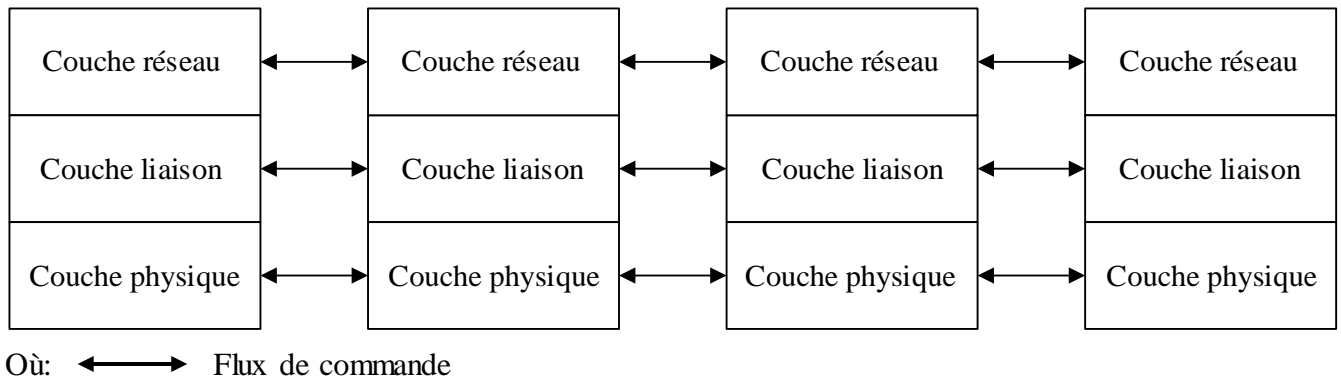 Couche réseau Couche réseau Couche réseau Couche réseau
Couche liaison Couche liaison Couche liaison Couche liaison
Couche physique Couche physique Couche physique Couche physique
Où: Flux de commande